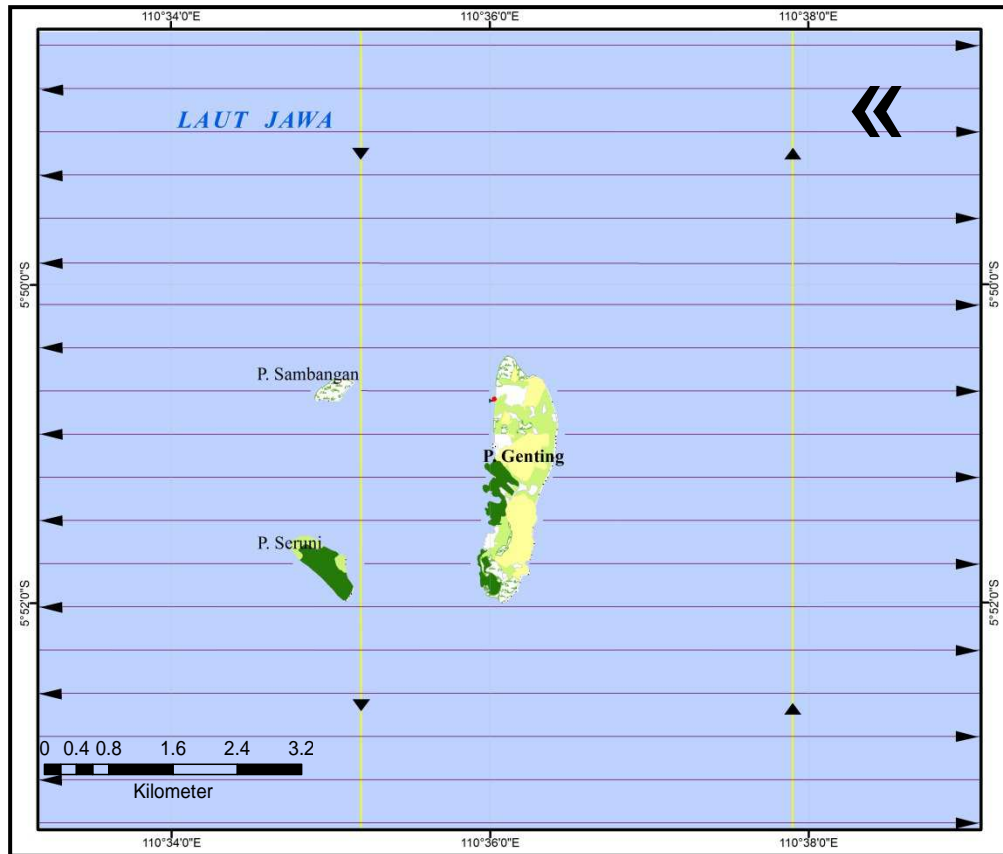 110°34'0"E 110°36'0"E 110°38'0"E
LAUT JAWA
5°50'0"S 5°50'0"S
P. Sambangan
P. Genting
P. Seruni
5°52'0"S 5°52'0"S
0 0.4 0.8 1.6 2.4 3.2
Kilometer
110°34'0"E 110°36'0"E 110°38'0"E